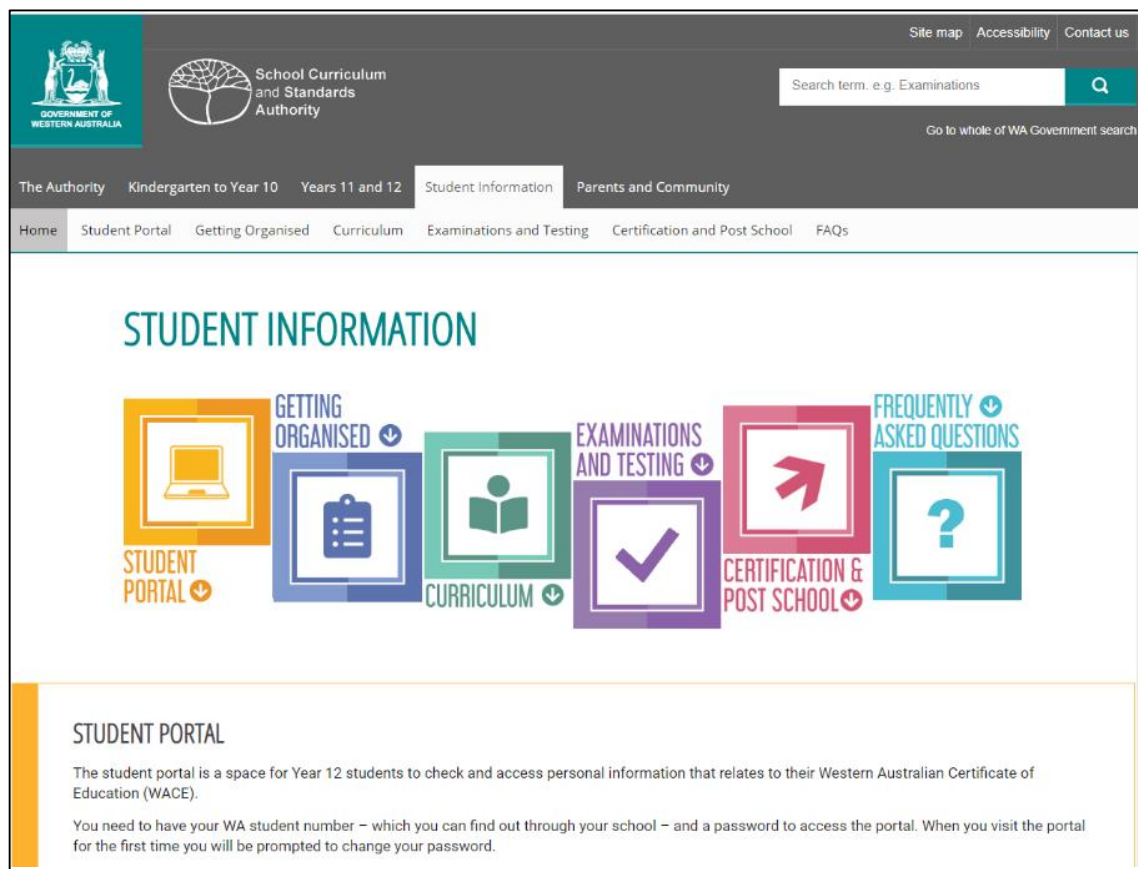 Site map Accessibility Contact us
GOVERNMENT OF
WESTERN AUSTRALIA
School Curriculum
and Standards
Authority
Search term. e.g. Examinations
Go to whole of WA Government search
The Authority Kindergarten to Year 10 Years 11 and 12 Student Information Parents and Community
Home Student Portal Getting Organised Curriculum Examinations and Testing Certification and Post School FAQs
STUDENT INFORMATION
STUDENT
PORTAL
GETTING
ORGANISED
CURRICULUM
EXAMINATIONS
AND TESTING
CERTIFICATION &
POST SCHOOL
FREQUENTLY
ASKED QUESTIONS
?
STUDENT PORTAL
The student portal is a space for Year 12 students to check and access personal information that relates to their Western Australian Certificate of
Education (WACE).
You need to have your WA student number – which you can find out through your school – and a password to access the portal. When you visit the portal
for the first time you will be prompted to change your password.